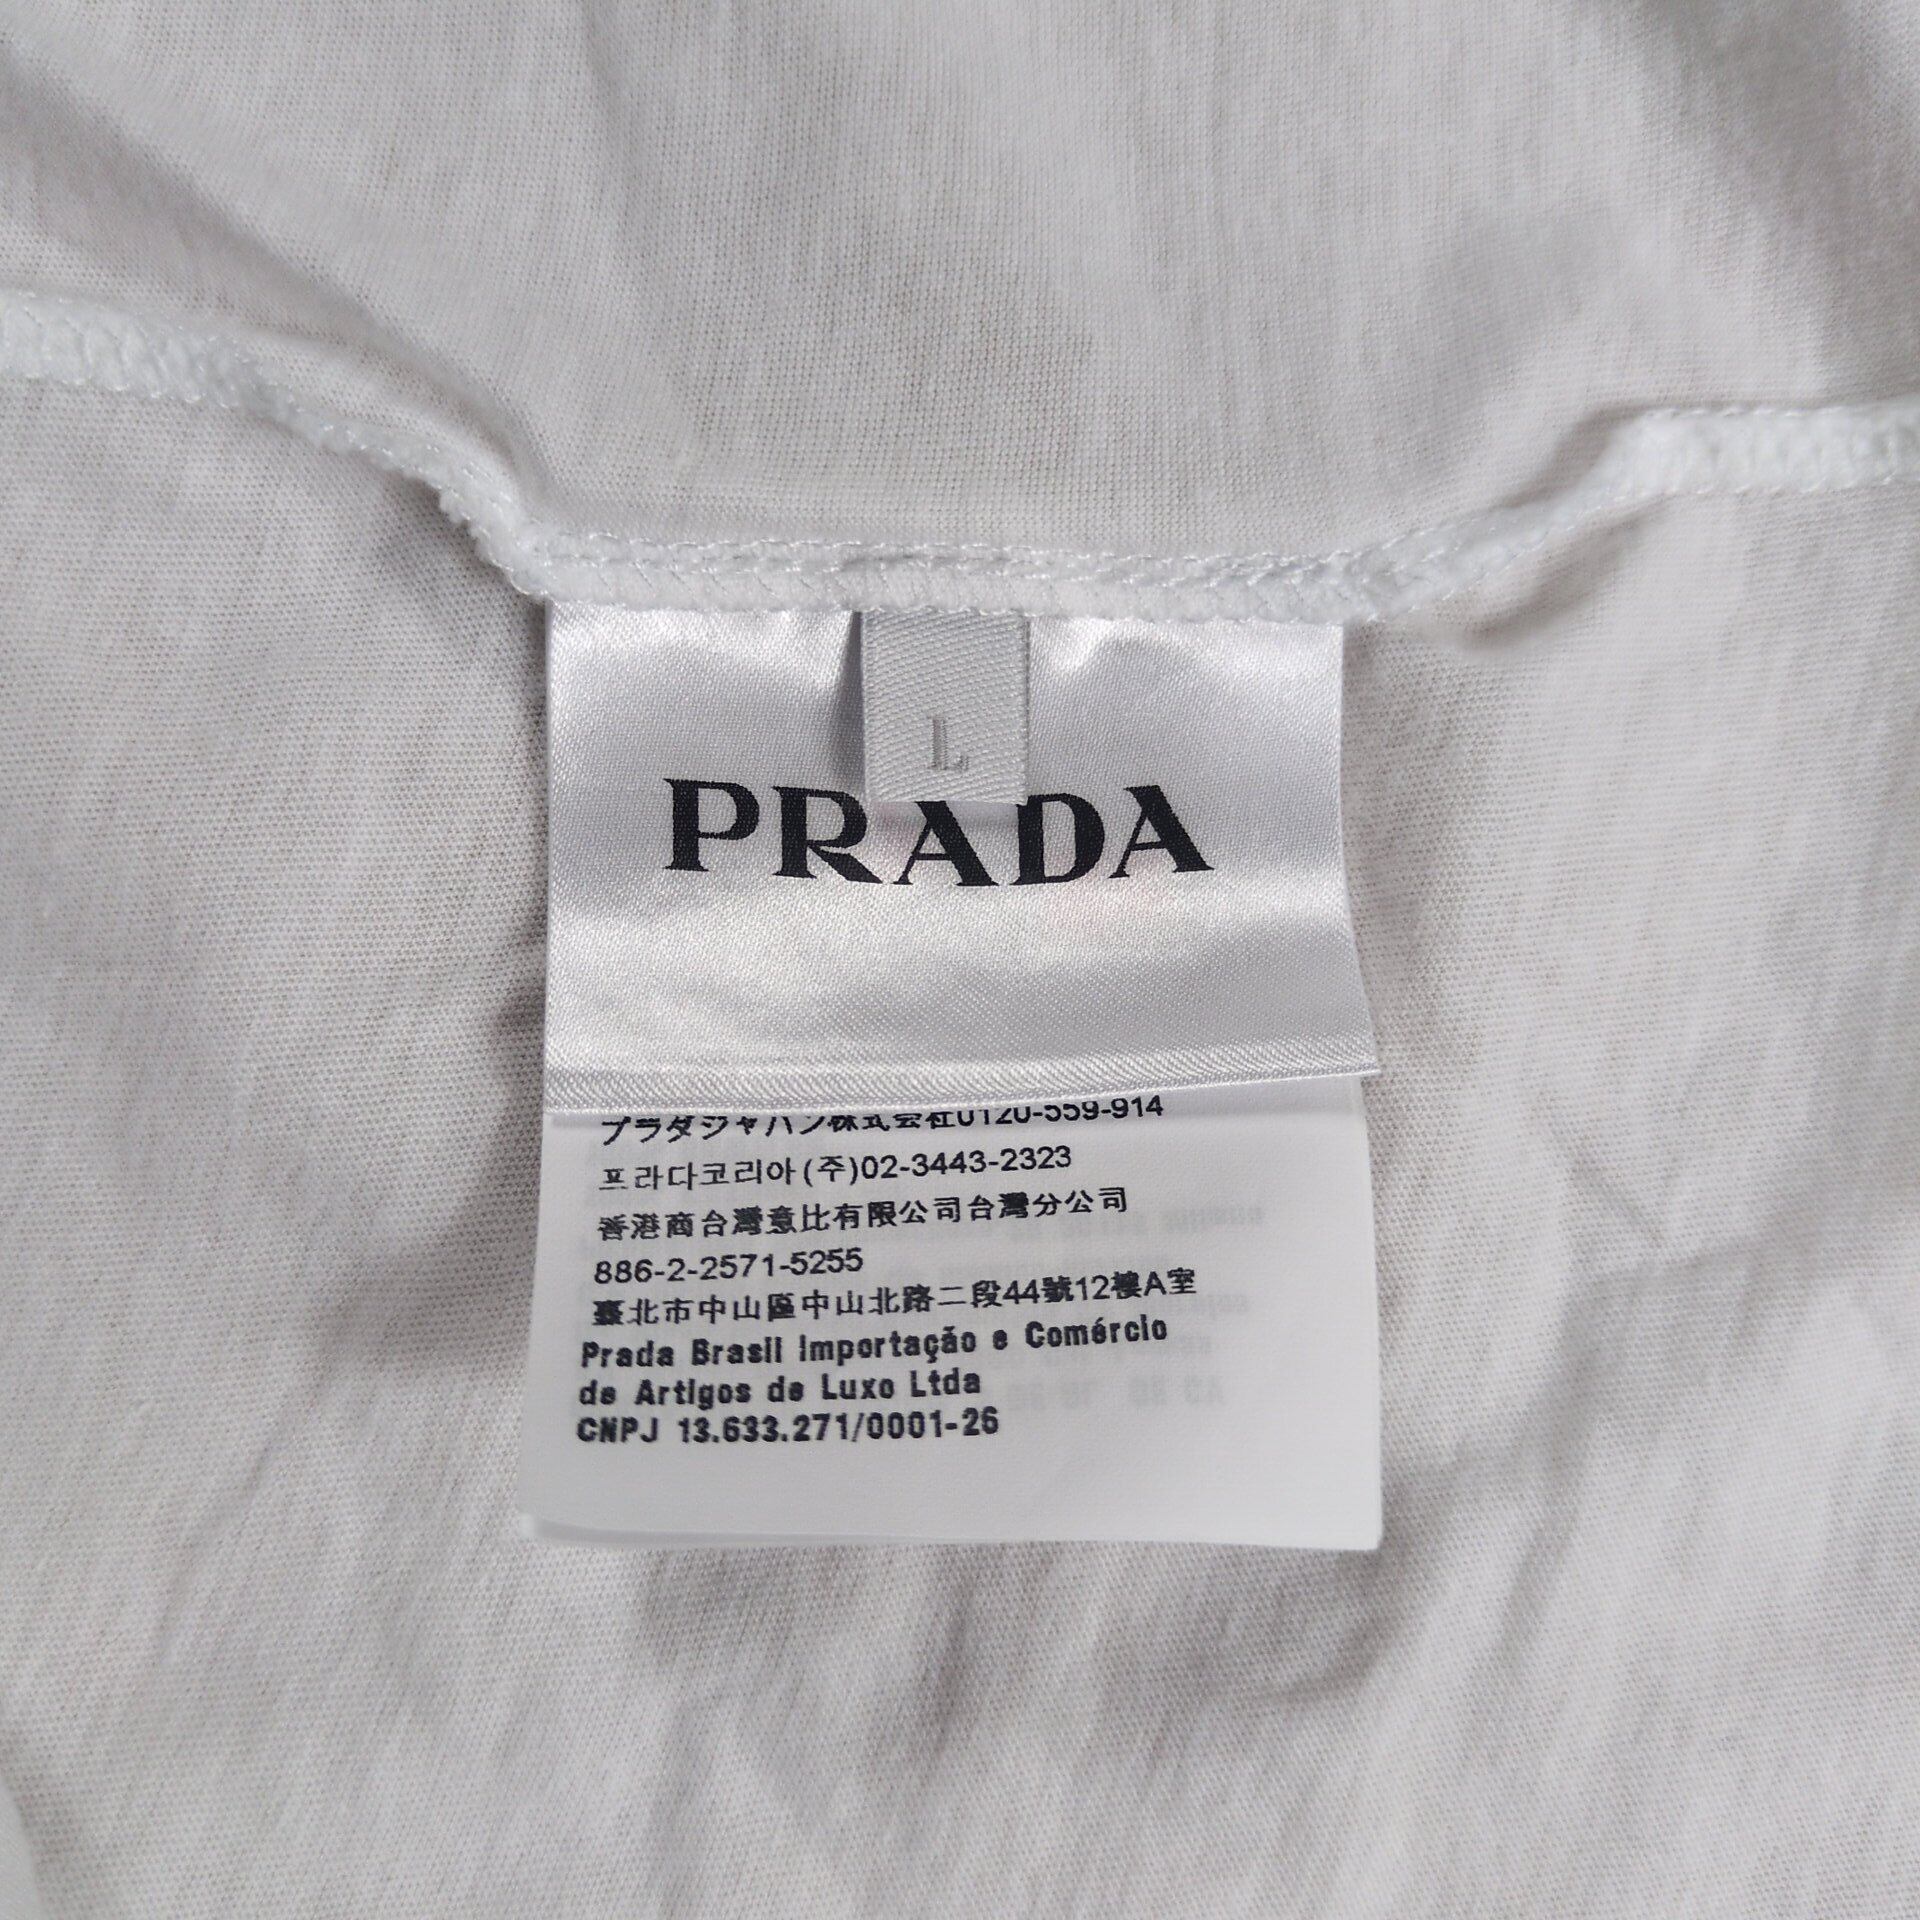 L
PRADA
プラダジャパン株式会社0120-559-914
프라다코리아(주)02-3443-2323
香港商台灣意比有限公司台灣分公司
886-2-2571-5255
臺北市中山區中山北路二段44號12樓A室
Prada Brasil Importação e Comércio
de Artigos de Luxo Ltda
CNPJ 13.633.271/0001-26